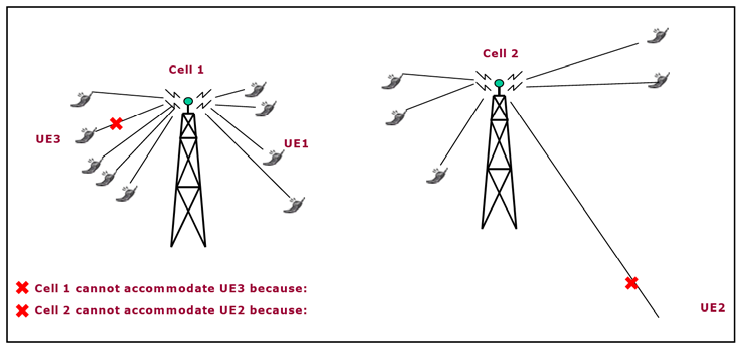 Cell 1
Cell 2
UE3
UE1
Cell 1 cannot accommodate UE3 because:
Cell 2 cannot accommodate UE2 because:
UE2